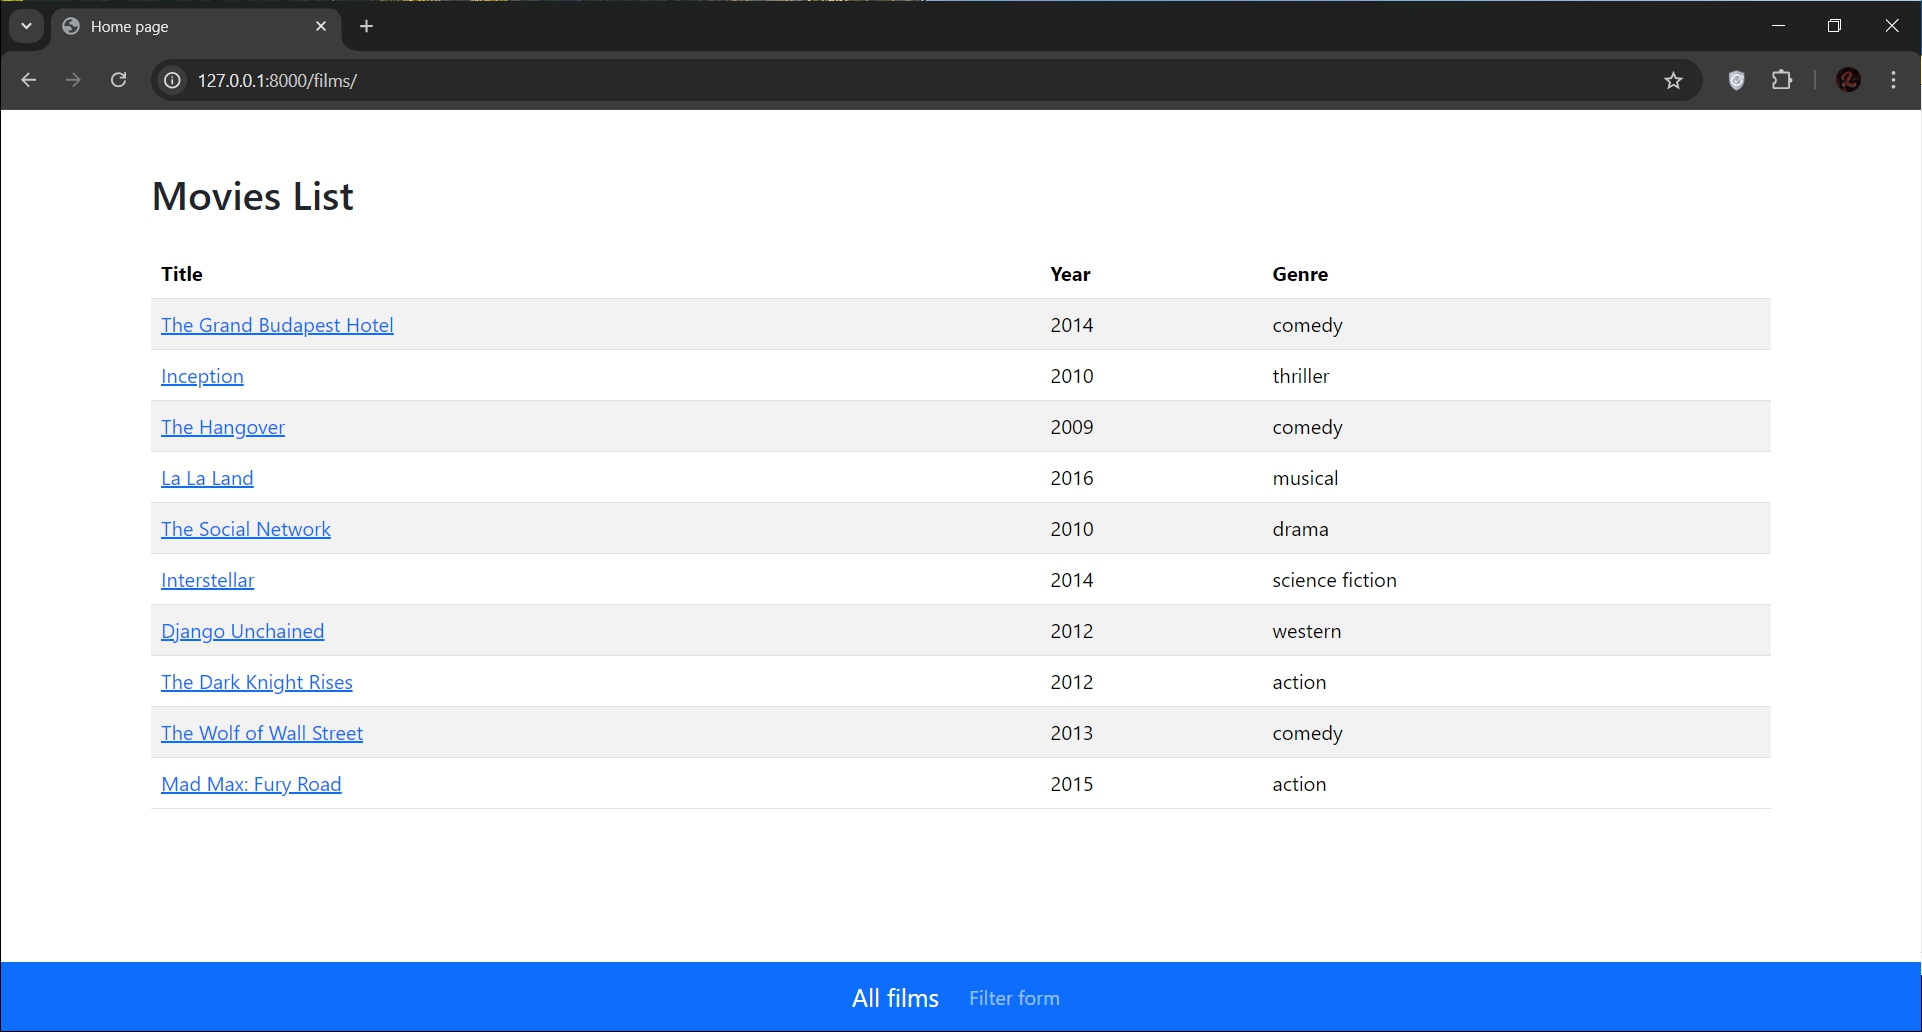 Home page
127.0.0.1:8000/films/
Movies List
Title Year Genre
The Grand Budapest Hotel 2014 comedy
Inception 2010 thriller
The Hangover 2009 comedy
La La Land 2016 musical
The Social Network 2010 drama
Interstellar 2014 science fiction
Django Unchained 2012 western
The Dark Knight Rises 2012 action
The Wolf of Wall Street 2013 comedy
Mad Max: Fury Road 2015 action
All films Filter form